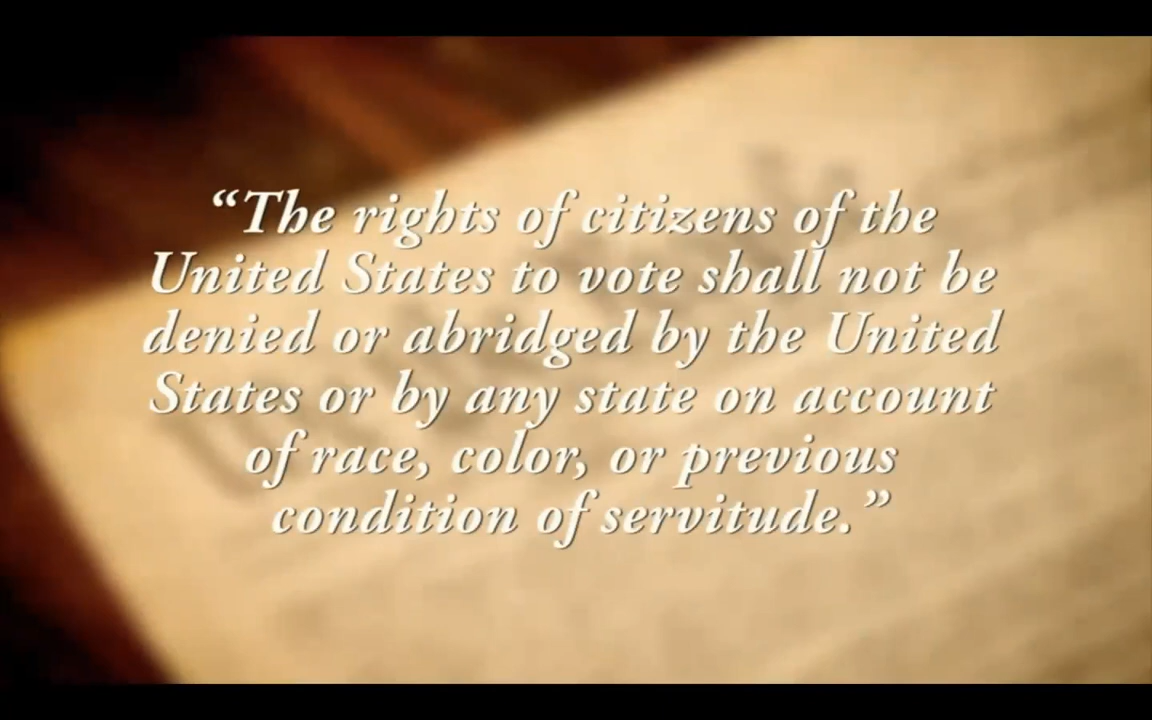 “The rights of citizens of the
United States to vote shall not be
denied or abridged by the United
States or by any state on account
of race, color, or previous
condition of servitude.”